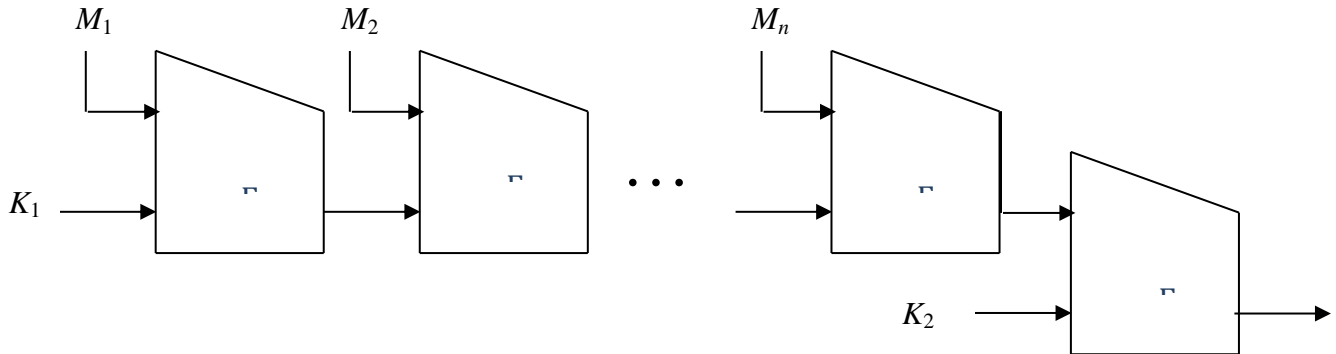 M₁ M₂ Mₙ
K₁ . . .
K₂